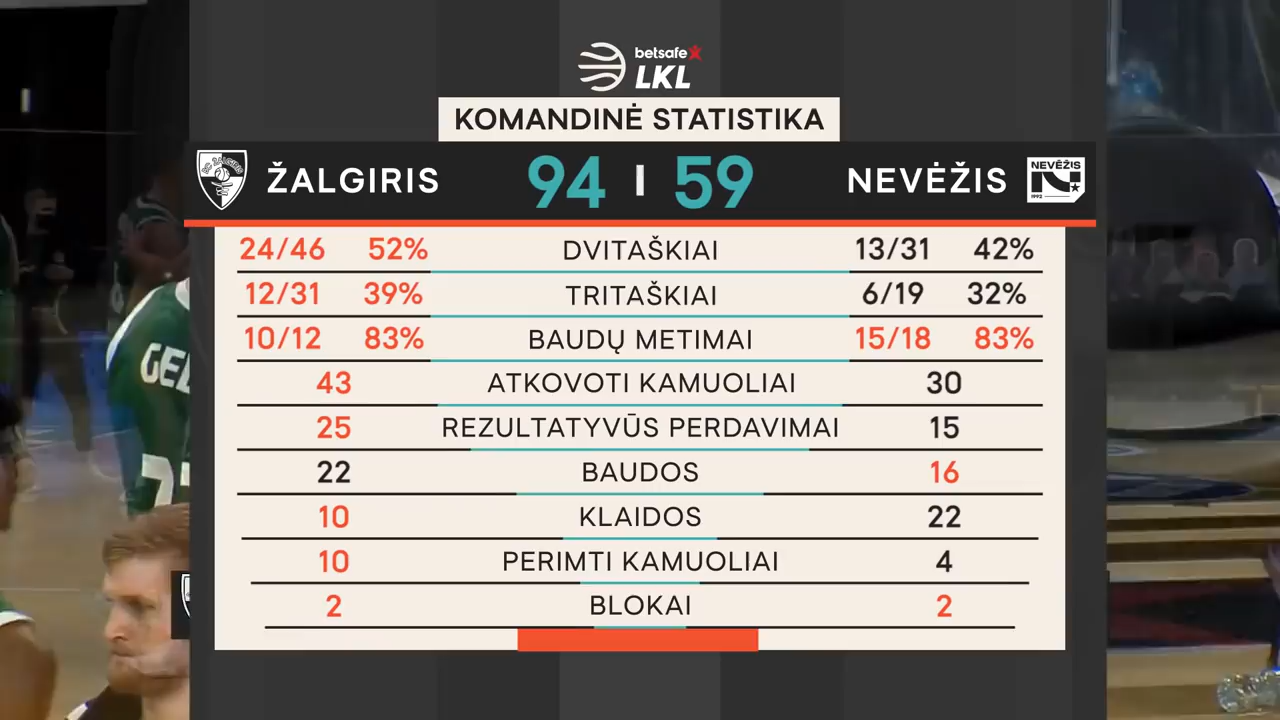 betsafe
LKL
KOMANDINĖ STATISTIKA
ŽALGIRIS 94 59 NEVĖŽIS NEVĖŽIS 1992
24/46 52% DVITAŠKIAI 13/31 42%
12/31 39% TRITAŠKIAI 6/19 32%
10/12 83% BAUDŲ METIMAI 15/18 83%
43 ATKOVOTI KAMUOLIAI 30
25 REZULTATYVŪS PERDAVIMAI 15
22 BAUDOS 16
10 KLAIDOS 22
10 PERIMTI KAMUOLIAI 4
2 BLOKAI 2